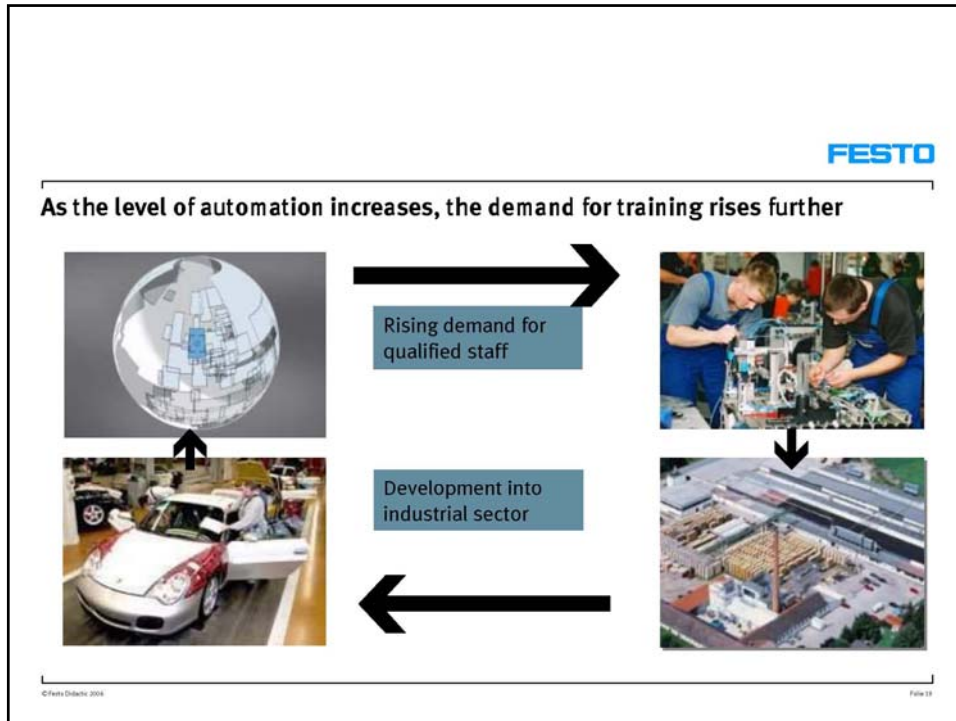 FESTO
As the level of automation increases, the demand for training rises further
Rising demand for
qualified staff
Development into
industrial sector
© Festo Didactic 2006
Folie